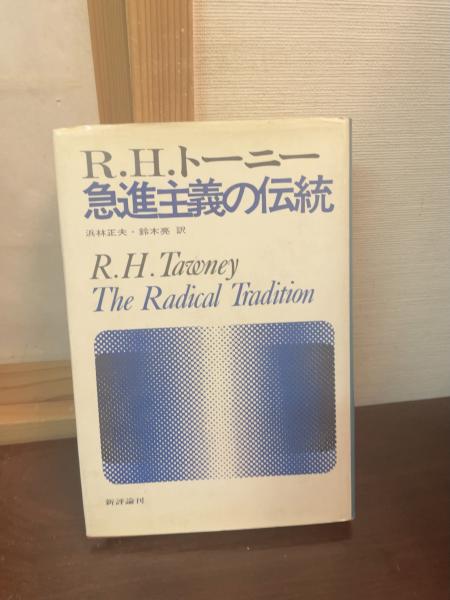 R.H.トーニー
急進主義の伝統
浜林正夫・鈴木亮 訳
R.H.Tawney
The Radical Tradition
新評論刊